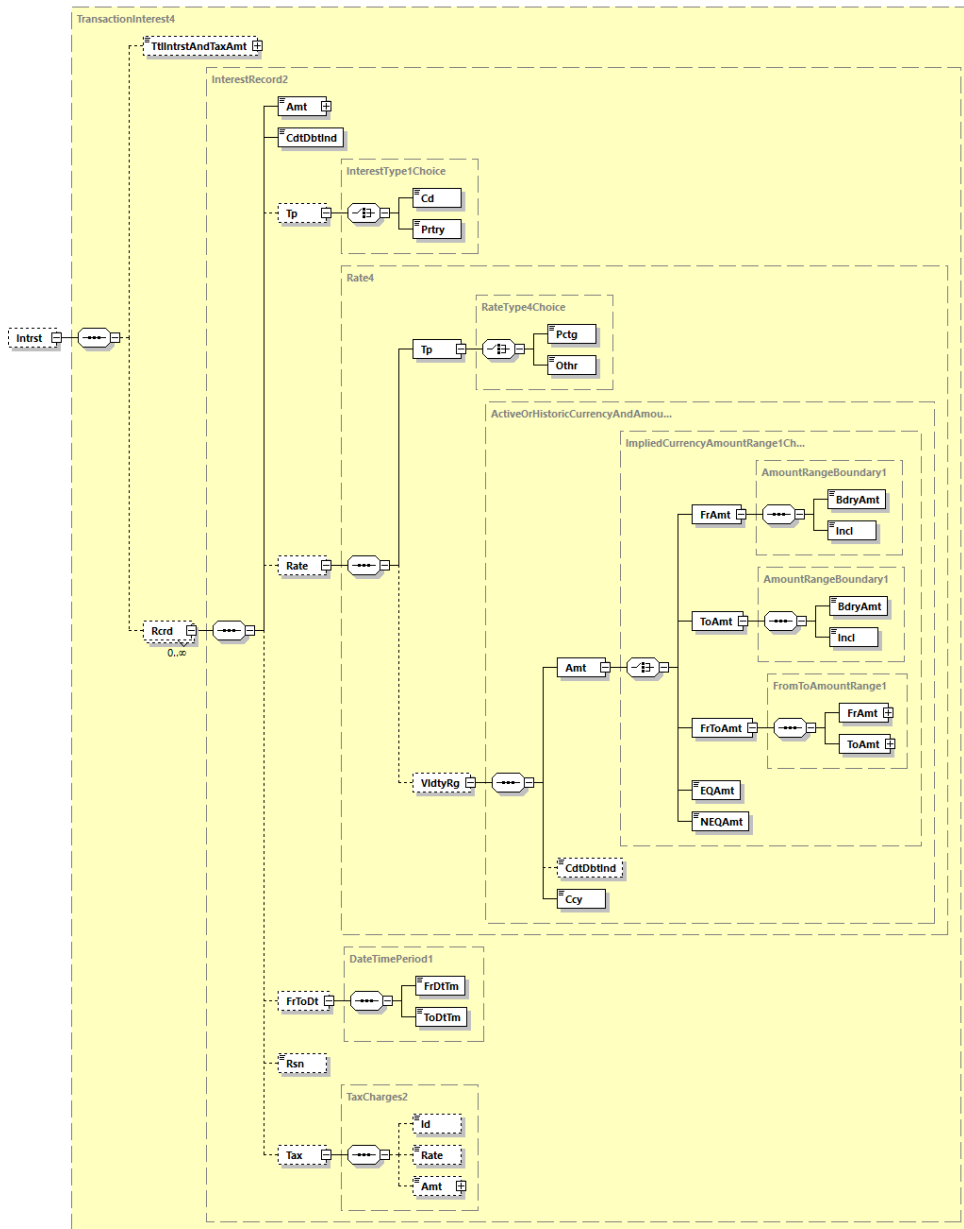 TransactionInterest4
TtlIntrstAndTaxAmt
InterestRecord2
Amt
CdtDbtInd
InterestType1Choice
Cd
Tp
Prtry
Rate4
RateType4Choice
Pctg
Intrst
Tp
Othr
ActiveOrHistoricCurrencyAndAmou...
ImpliedCurrencyAmountRange1Ch...
AmountRangeBoundary1
BdryAmt
FrAmt
Incl
Rate
AmountRangeBoundary1
BdryAmt
ToAmt
Incl
Rcrd
0..∞
Amt
FromToAmountRange1
FrAmt
FrToAmt
ToAmt
VldtyRg
EQAmt
NEQAmt
CdtDbtInd
Ccy
DateTimePeriod1
FrDtTm
FrToDt
ToDtTm
Rsn
TaxCharges2
Id
Tax
Rate
Amt